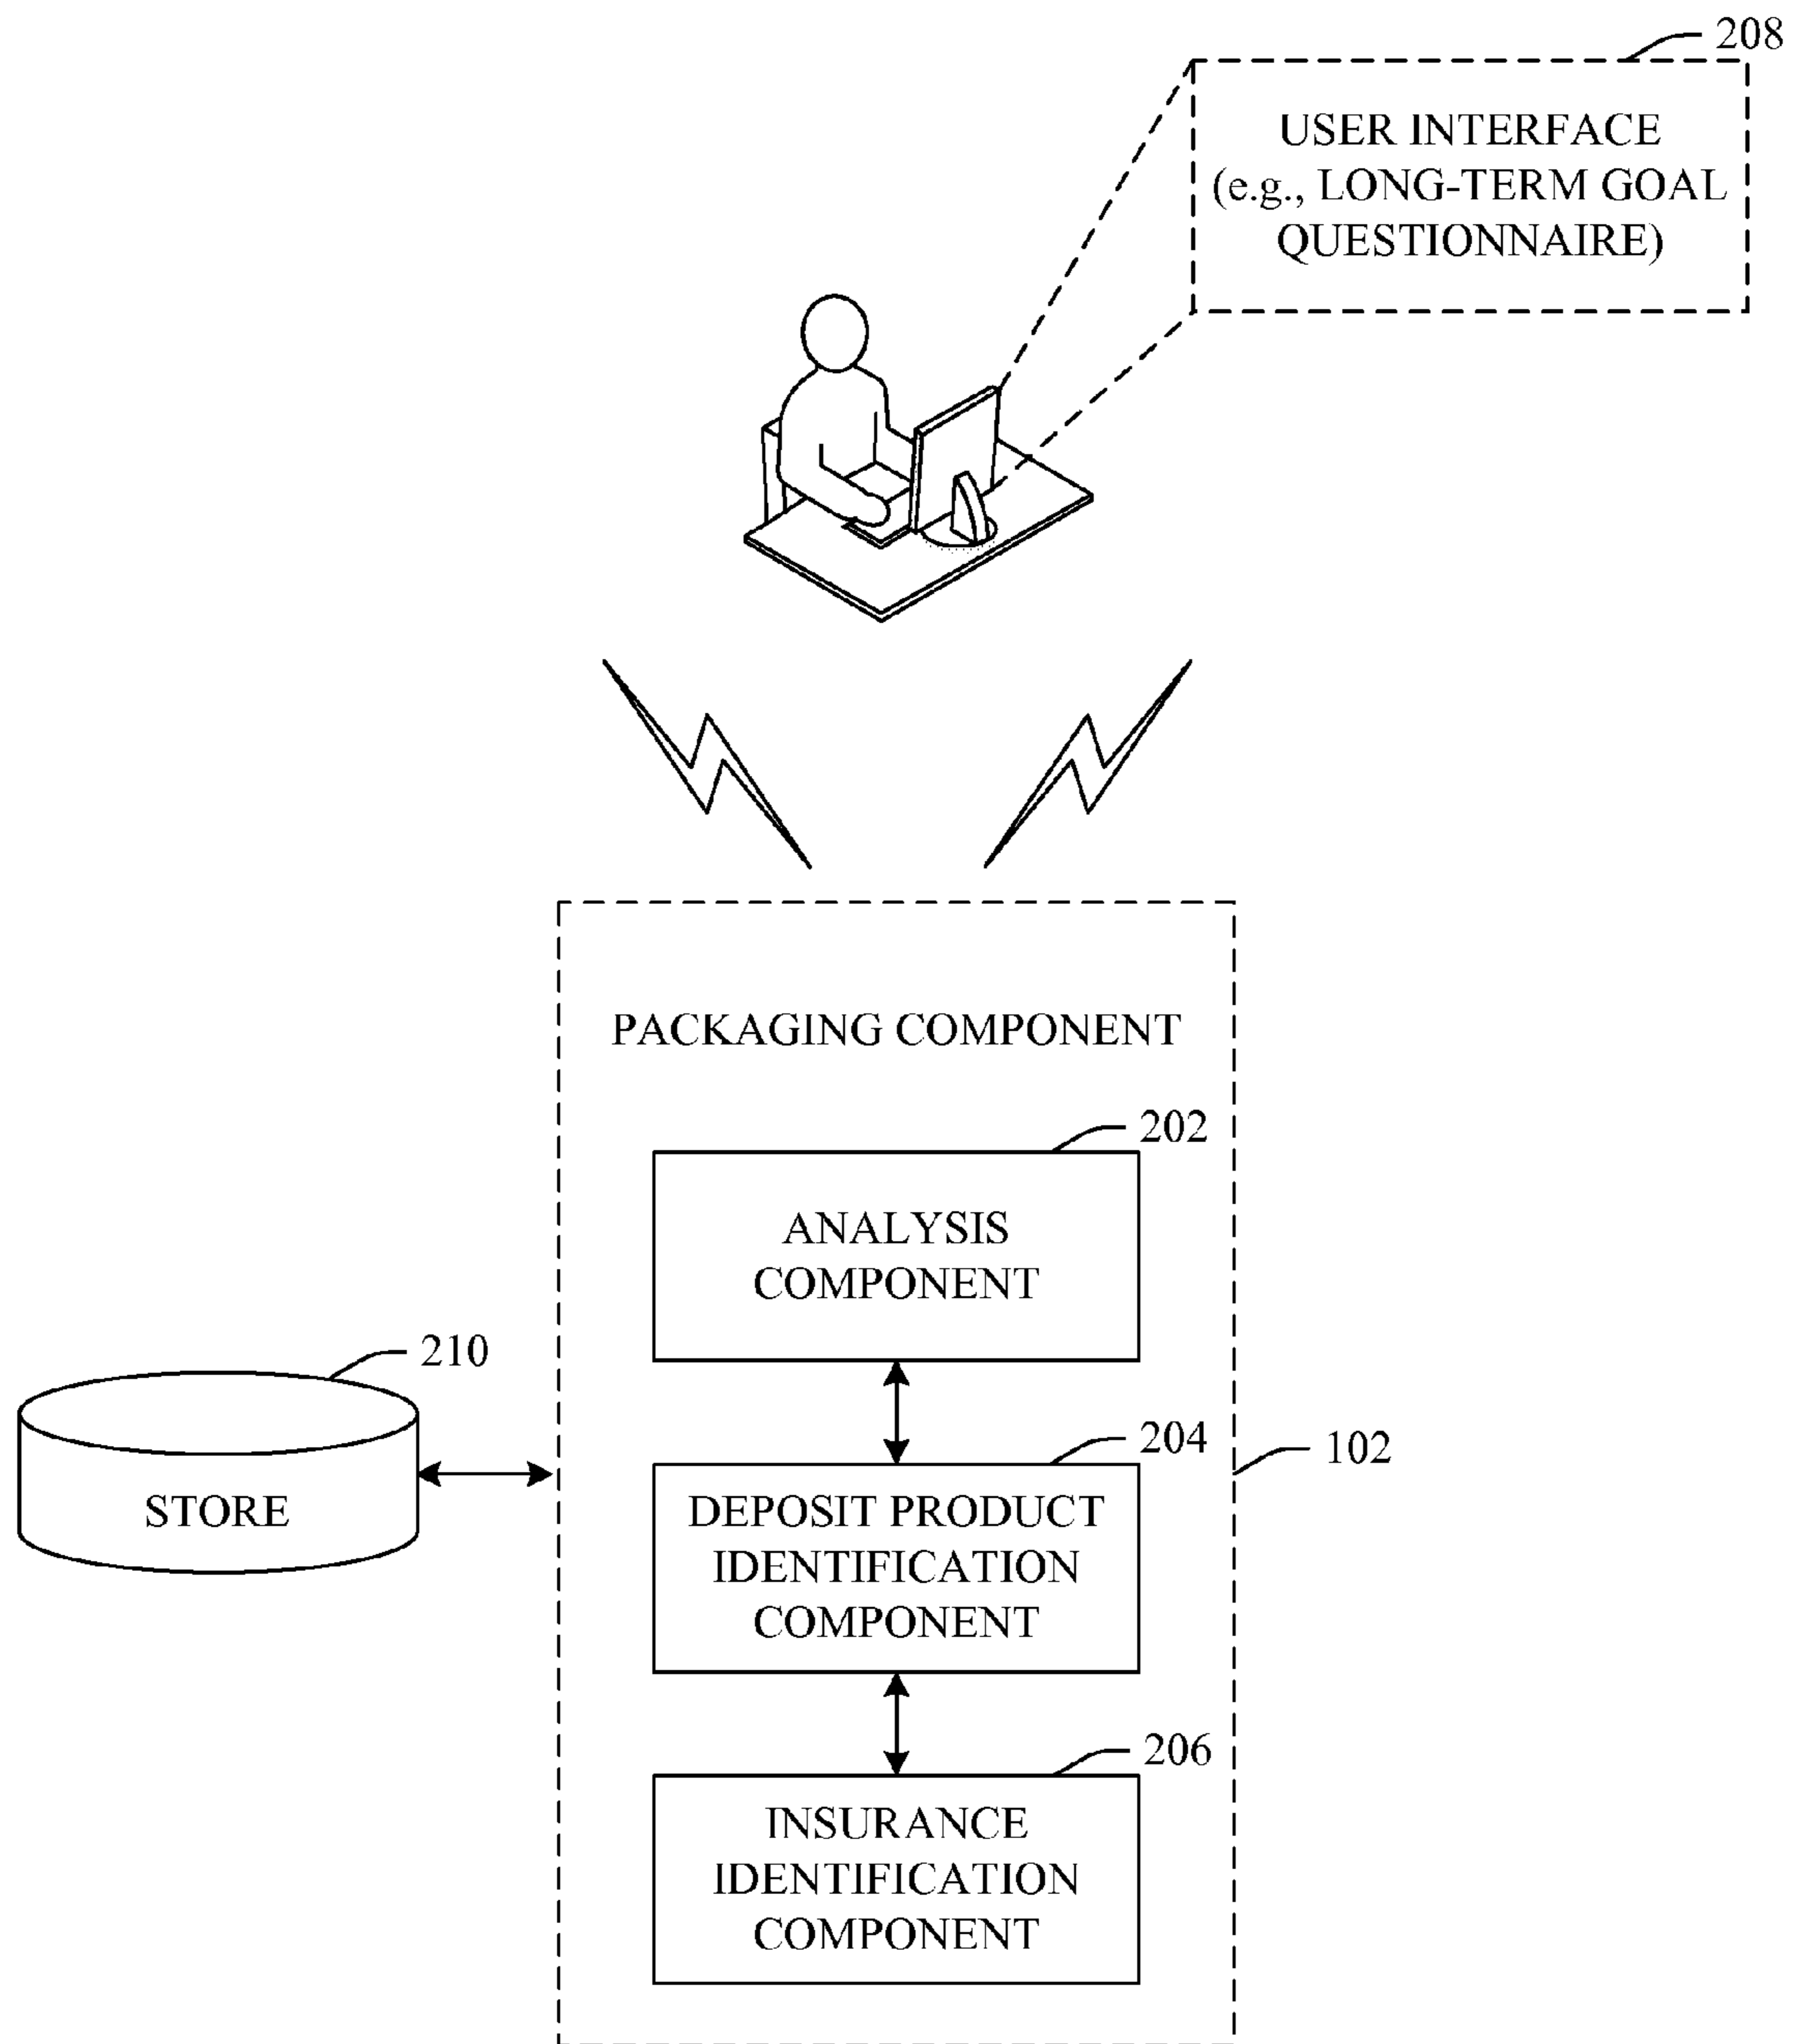 208
USER INTERFACE
(e.g., LONG-TERM GOAL
QUESTIONNAIRE)
PACKAGING COMPONENT
202
ANALYSIS
COMPONENT
210
STORE
204
102
DEPOSIT PRODUCT
IDENTIFICATION
COMPONENT
206
INSURANCE
IDENTIFICATION
COMPONENT